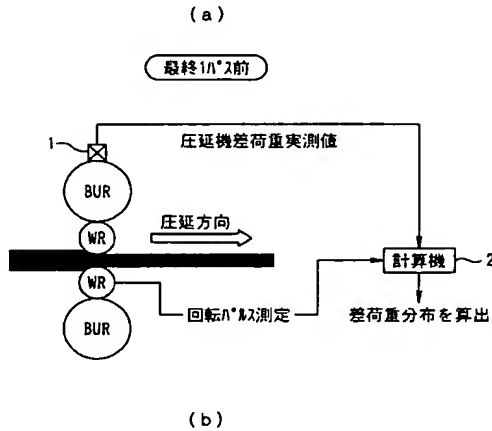 (a)
最終1パス前
1
圧延機差荷重実測値
BUR
圧延方向
WR
計算機
2
WR
回転パルス測定
差荷重分布を算出
BUR
(b)